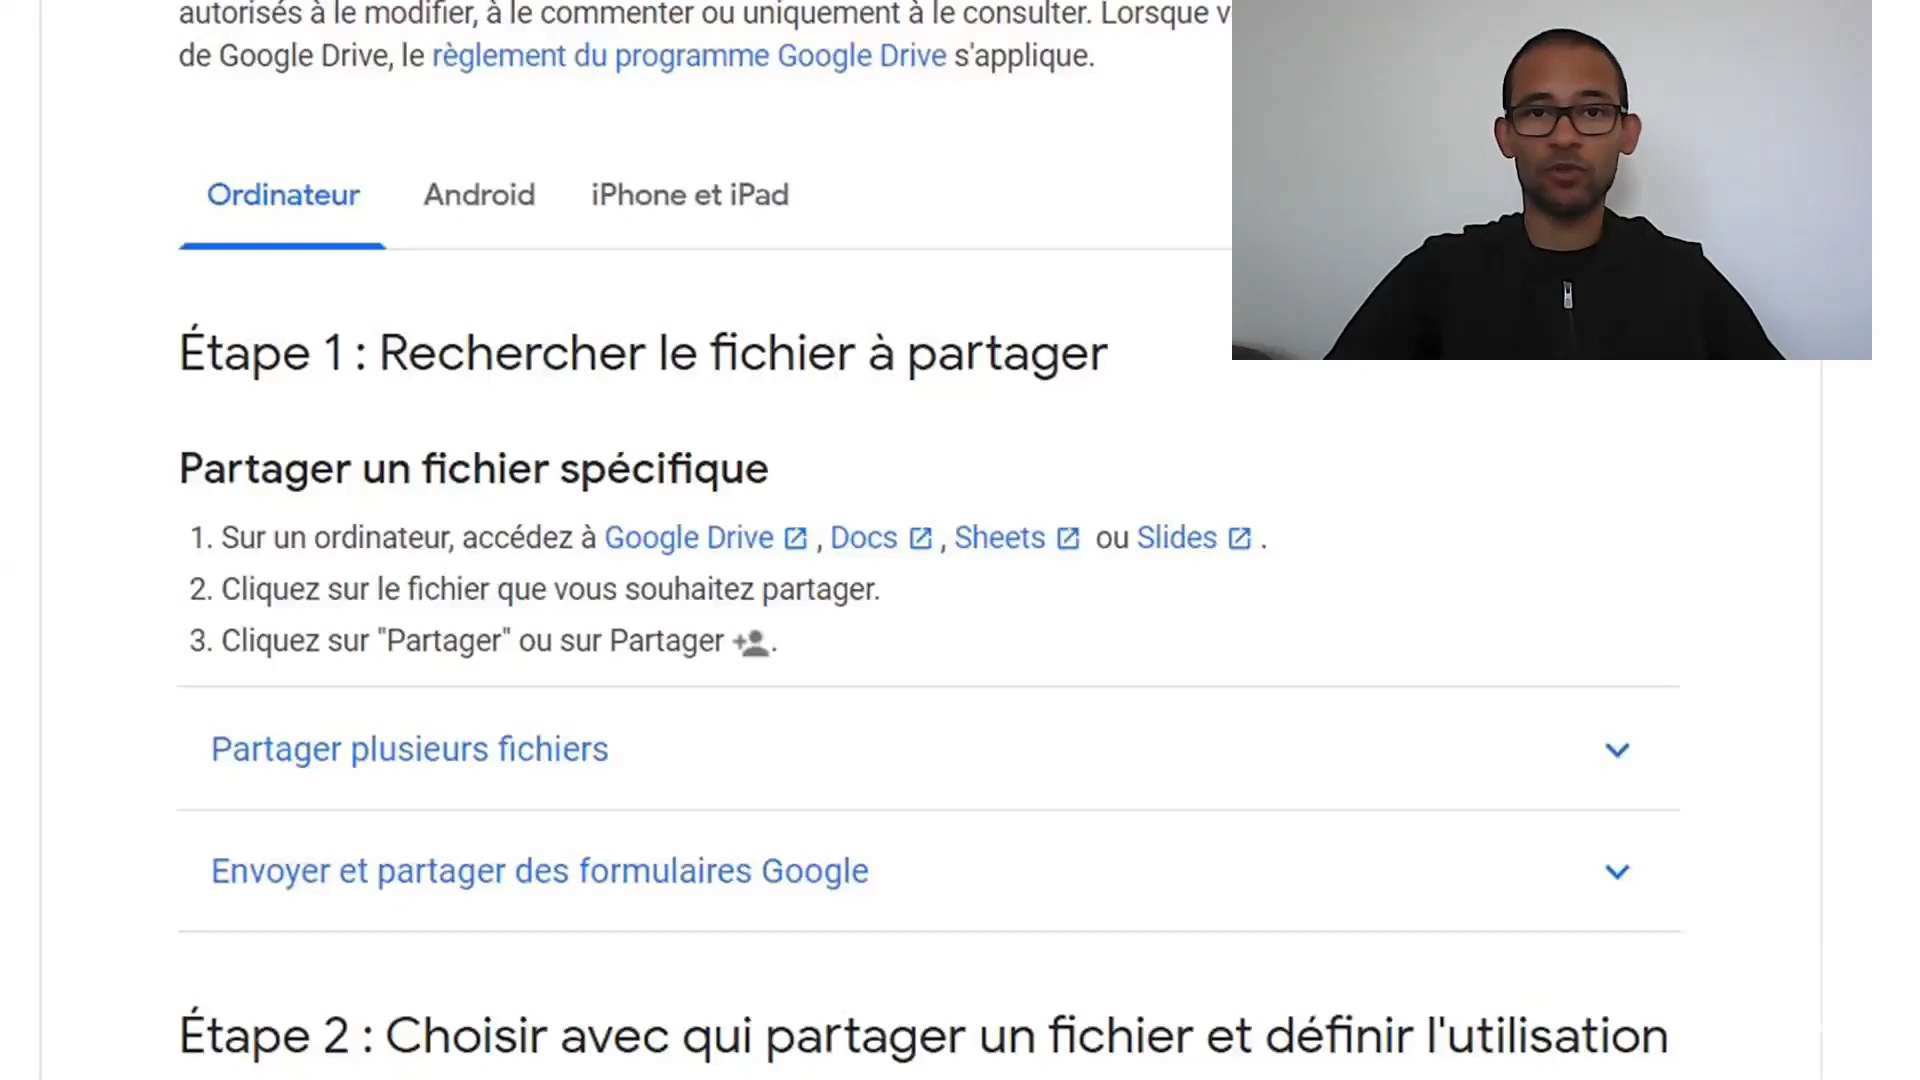 autorisés à le modifier, à le commenter ou uniquement à le consulter. Lorsque v
de Google Drive, le règlement du programme Google Drive s'applique.
Ordinateur Android iPhone et iPad
Étape 1 : Rechercher le fichier à partager
Partager un fichier spécifique
1. Sur un ordinateur, accédez à Google Drive , Docs , Sheets ou Slides .
2. Cliquez sur le fichier que vous souhaitez partager.
3. Cliquez sur "Partager" ou sur Partager .
Partager plusieurs fichiers
Envoyer et partager des formulaires Google
Étape 2 : Choisir avec qui partager un fichier et définir l'utilisation